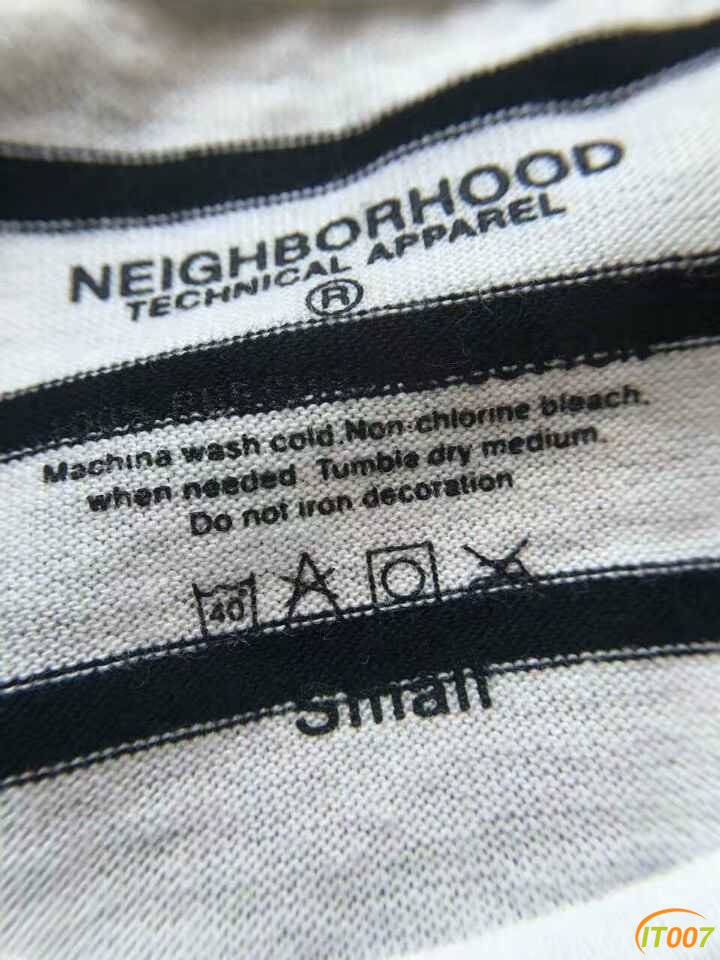 NEIGHBORHOOD
TECHNICAL APPAREL
®
Machina wash cold.Non-chlorine bleach.
when needed Tumble dry medium.
Do not iron decoration
40
Small
IT007